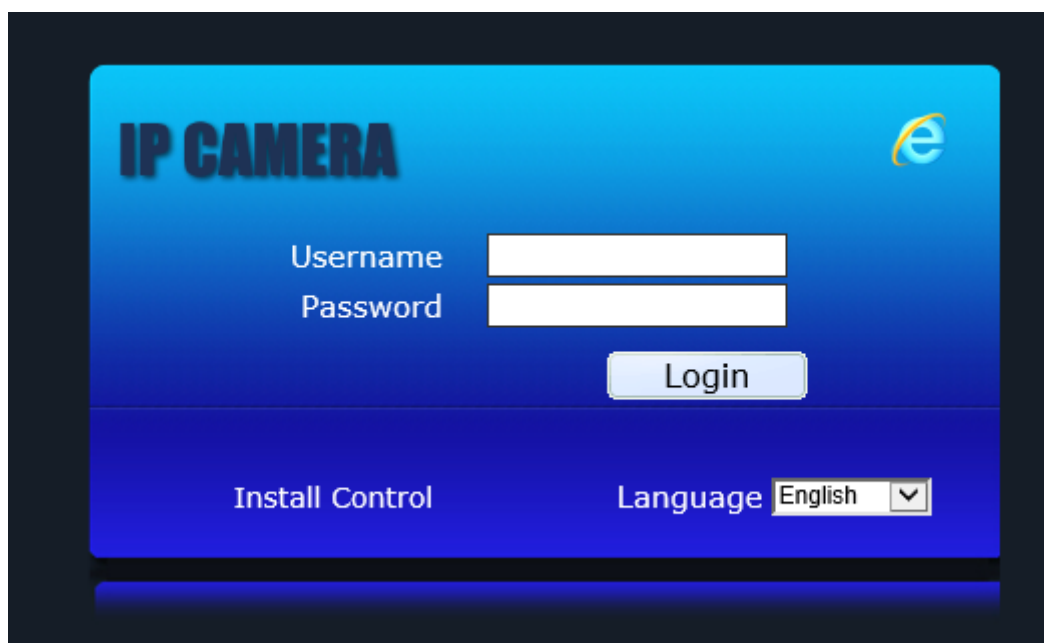 IP CAMERA
Username
Password
Login
Install Control
Language English